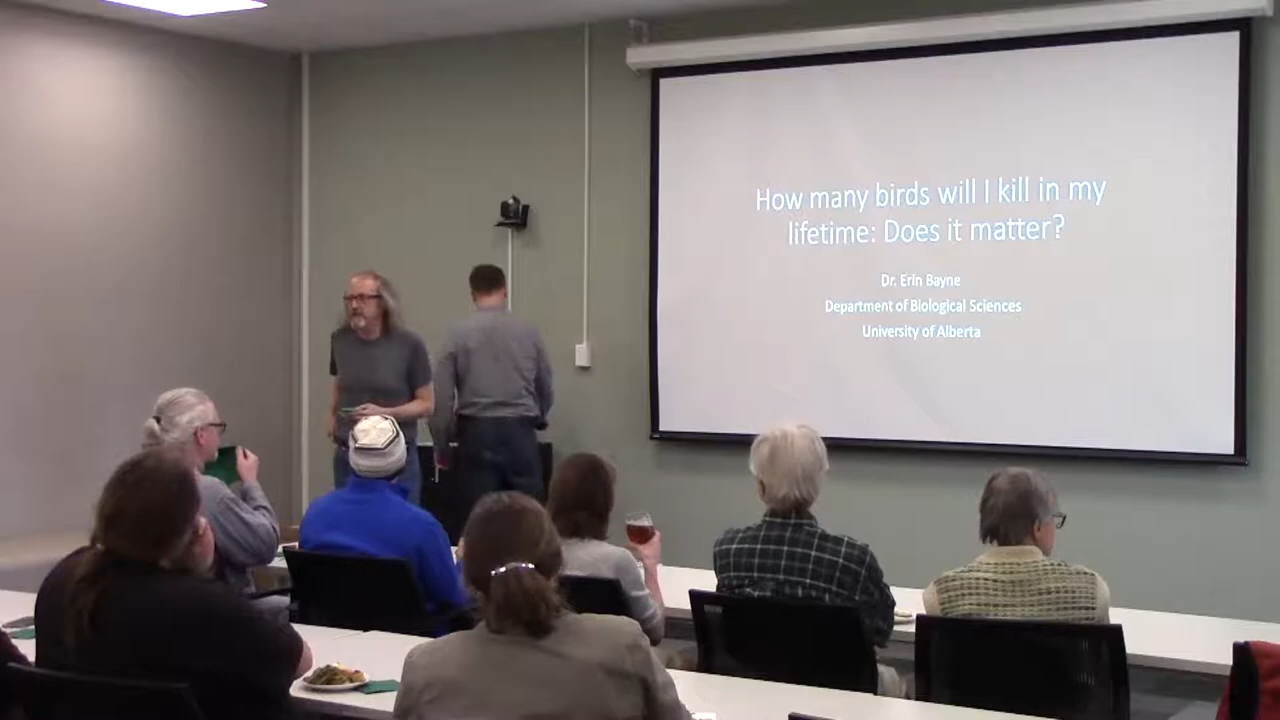 How many birds will I kill in my
lifetime: Does it matter?
Dr. Erin Bayne
Department of Biological Sciences
University of Alberta